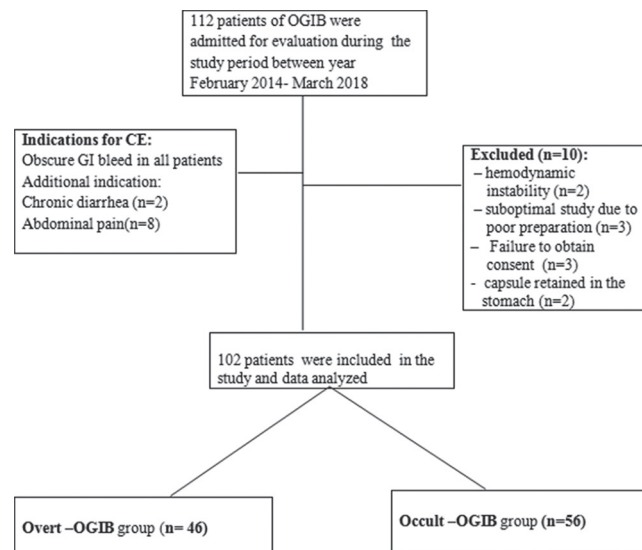 112 patients of OGIB were
admitted for evaluation during the
study period between year
February 2014- March 2018
Indications for CE:
Obscure GI bleed in all patients
Additional indication:
Chronic diarrhea (n=2)
Abdominal pain(n=8)
Excluded (n=10):
– hemodynamic
instability (n=2)
– suboptimal study due to
poor preparation (n=3)
– Failure to obtain
consent (n=3)
- capsule retained in the
stomach (n=2)
102 patients were included in the
study and data analyzed
Overt –OGIB group (n= 46)
Occult –OGIB group (n=56)